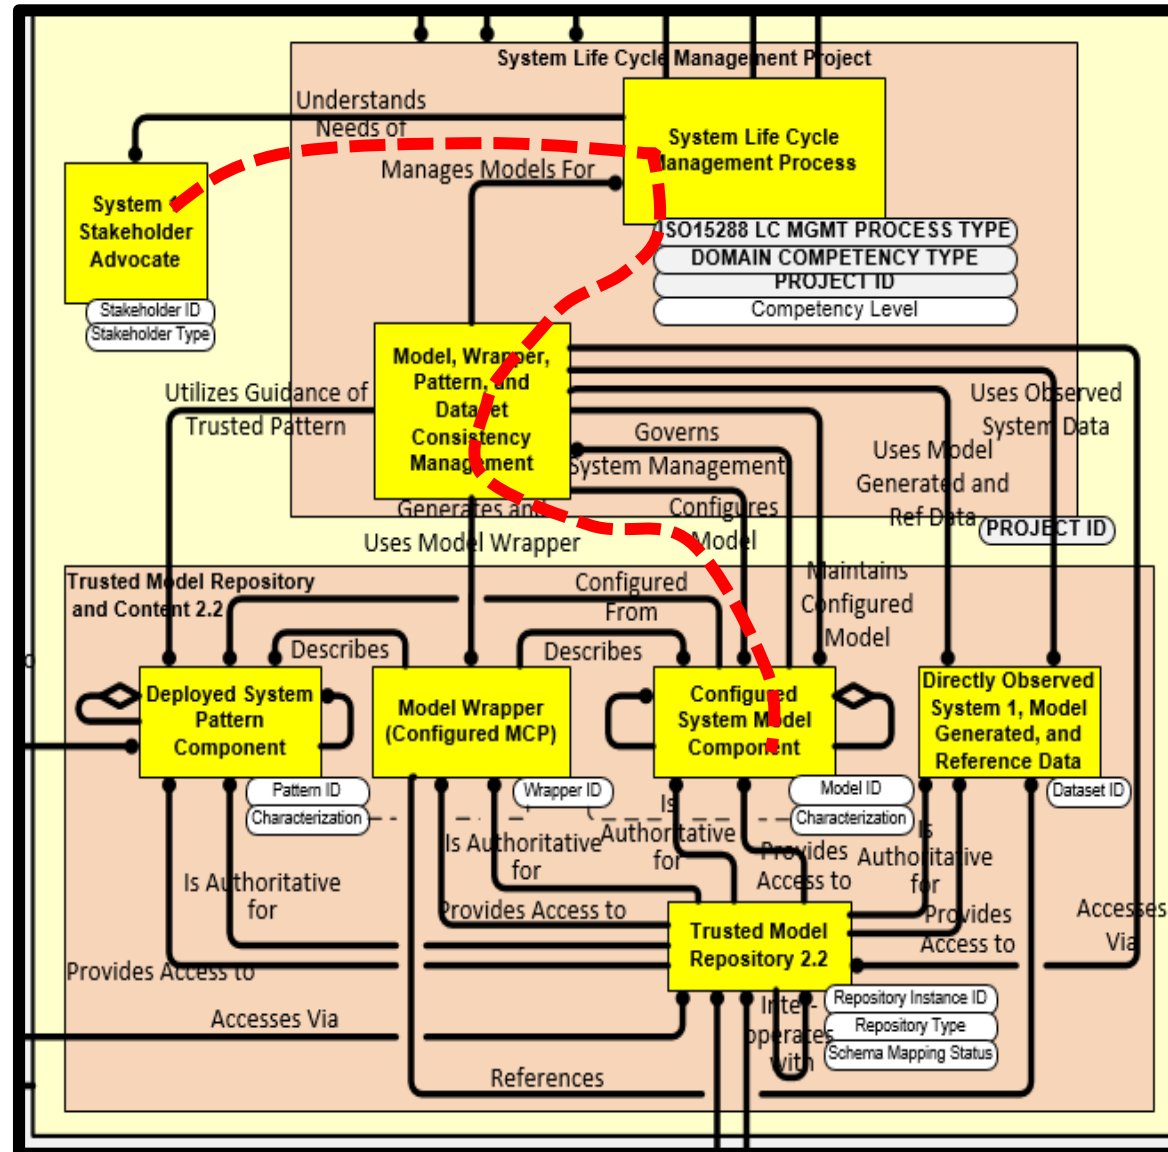 System Life Cycle Management Project
Understands
Needs of
System Life Cycle
Management Process
Manages Models For
System 1
Stakeholder
Advocate
ISO15288 LC MGMT PROCESS TYPE
DOMAIN COMPETENCY TYPE
PROJECT ID
Competency Level
Stakeholder ID
Stakeholder Type
Model, Wrapper,
Pattern, and
Dataset
Consistency
Management
Utilizes Guidance of
Trusted Pattern
Uses Observed
System Data
Governs
System Management
Uses Model
Generated and
Ref Data
Generates and
Uses Model Wrapper
Configures
Model
PROJECT ID
Trusted Model Repository
and Content 2.2
Configured
From
Maintains
Configured
Model
Describes
Describes
Deployed System
Pattern
Component
Model Wrapper
(Configured MCP)
Configured
System Model
Component
Directly Observed
System 1, Model
Generated, and
Reference Data
Pattern ID
Characterization
Wrapper ID
Model ID
Characterization
Dataset ID
Is Authoritative
for
Is Authoritative
for
Is
Authoritative
for
Provides
Access to
Is
Authoritative
for
Provides Access to
Provides Access to
Provides
Access to
Accesses
Via
Trusted Model
Repository 2.2
Repository Instance ID
Repository Type
Schema Mapping Status
Inter-
operates
with
Accesses Via
References